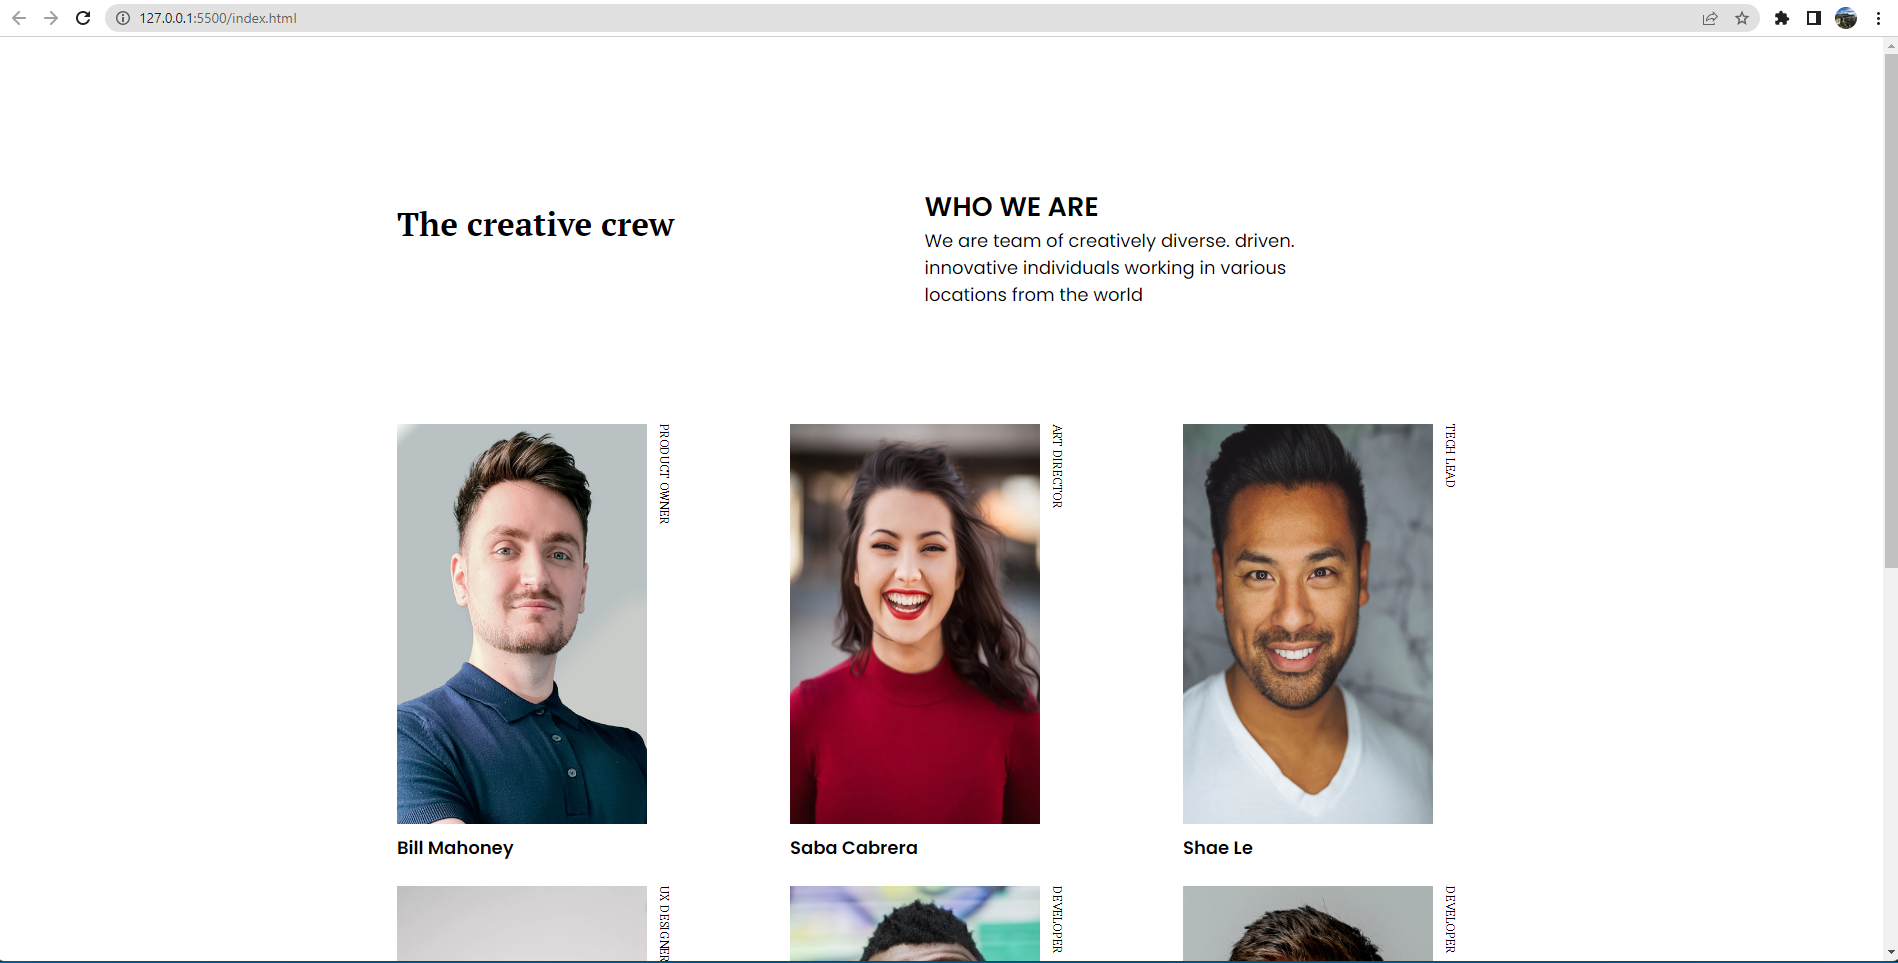 127.0.0.1:5500/index.html
The creative crew
WHO WE ARE
We are team of creatively diverse. driven.
innovative individuals working in various
locations from the world
PRODUCT OWNER
ART DIRECTOR
TECH LEAD
Bill Mahoney
Saba Cabrera
Shae Le
UX DESIGNER
DEVELOPER
DEVELOPER